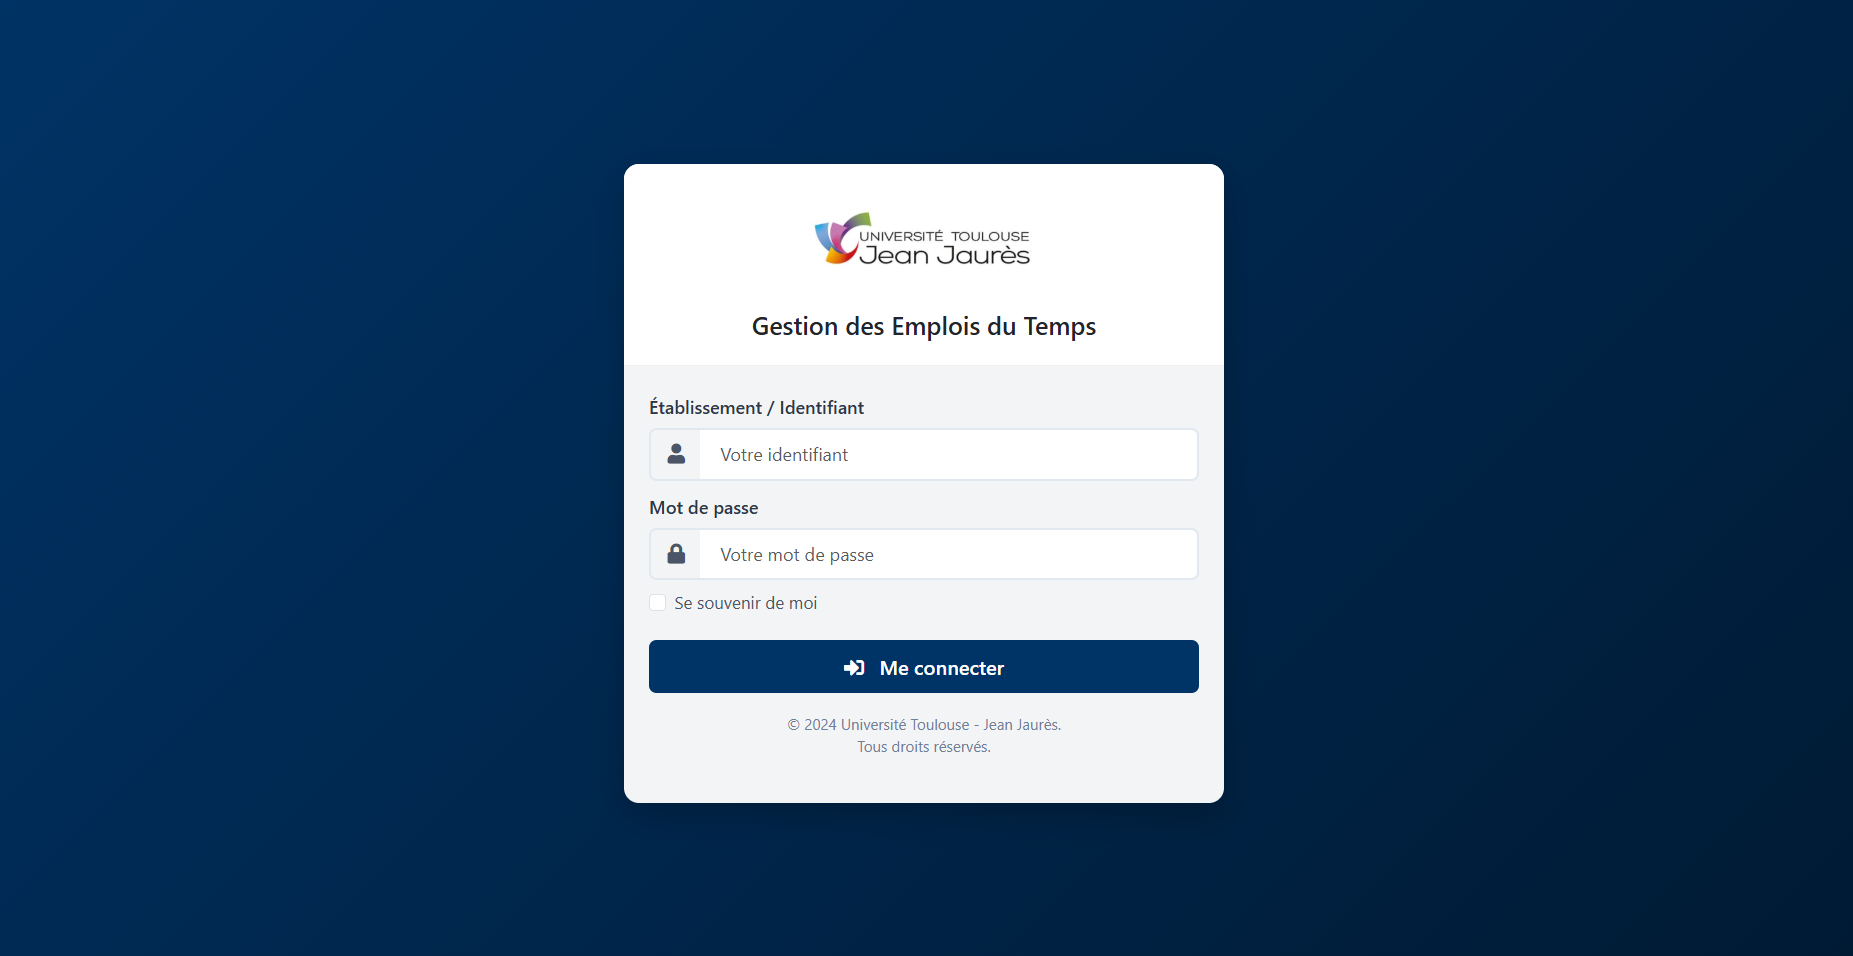 UNIVERSITÉ TOULOUSE
Jean Jaurès
Gestion des Emplois du Temps
Établissement / Identifiant
Votre identifiant
Mot de passe
Votre mot de passe
Se souvenir de moi
Me connecter
© 2024 Université Toulouse - Jean Jaurès.
Tous droits réservés.